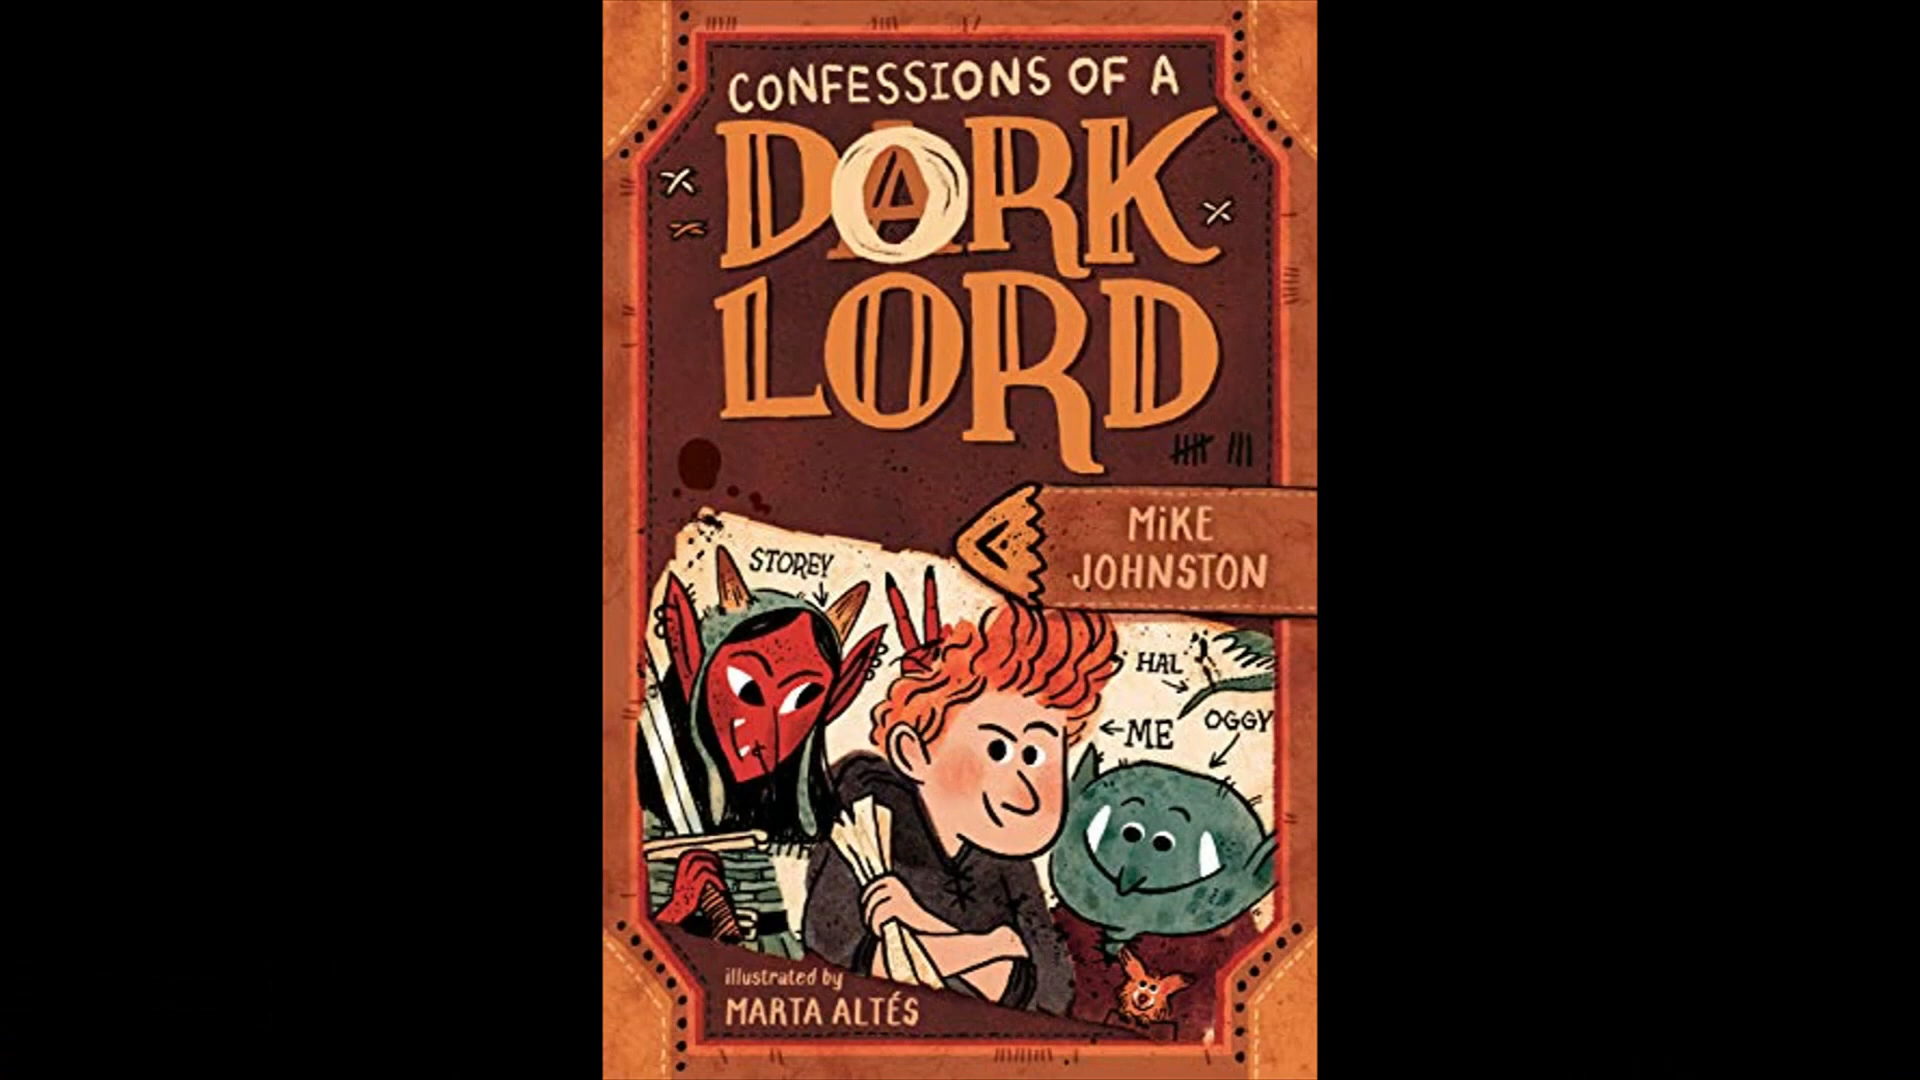 CONFESSIONS OF A
DORK
LORD
MiKE
JOHNSTON
STOREY
HAL
ME
OGGY
illustrated by
MARTA ALTÉS